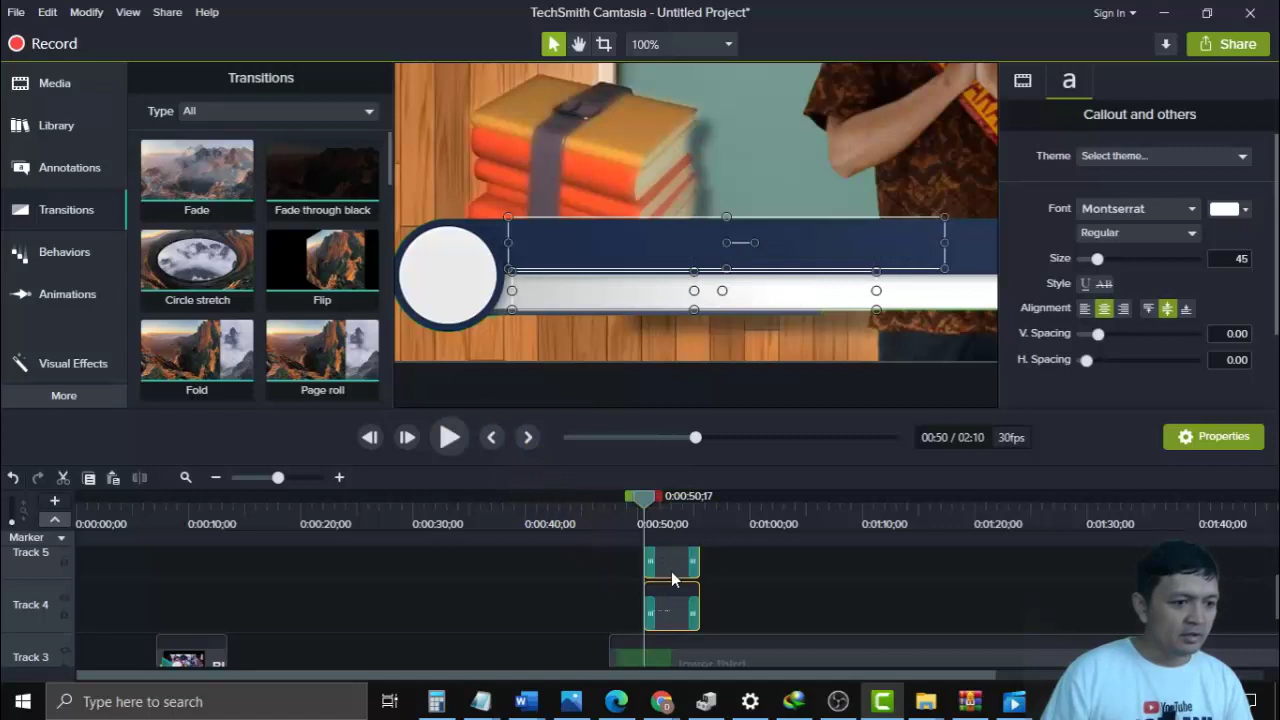 File Edit Modify View Share Help
TechSmith Camtasia - Untitled Project*
Sign In
Record
100%
Share
Media
Library
Annotations
Transitions
Behaviors
Animations
Visual Effects
More
Transitions
Type All
Fade
Fade through black
Circle stretch
Flip
Fold
Page roll
a
Callout and others
Theme Select theme...
Font Montserrat
Regular
Size 45
Style U AB
Alignment
V. Spacing 0.00
H. Spacing 0.00
00:50 / 02:10 30fps
Properties
0:00:50;17
0:00:00;00 0:00:10;00 0:00:20;00 0:00:30;00 0:00:40;00 0:00:50;00 0:01:00;00 0:01:10;00 0:01:20;00 0:01:30;00 0:01:40;00
Marker
Track 5
Track 4
Track 3
lower third
Type here to search
YouTube